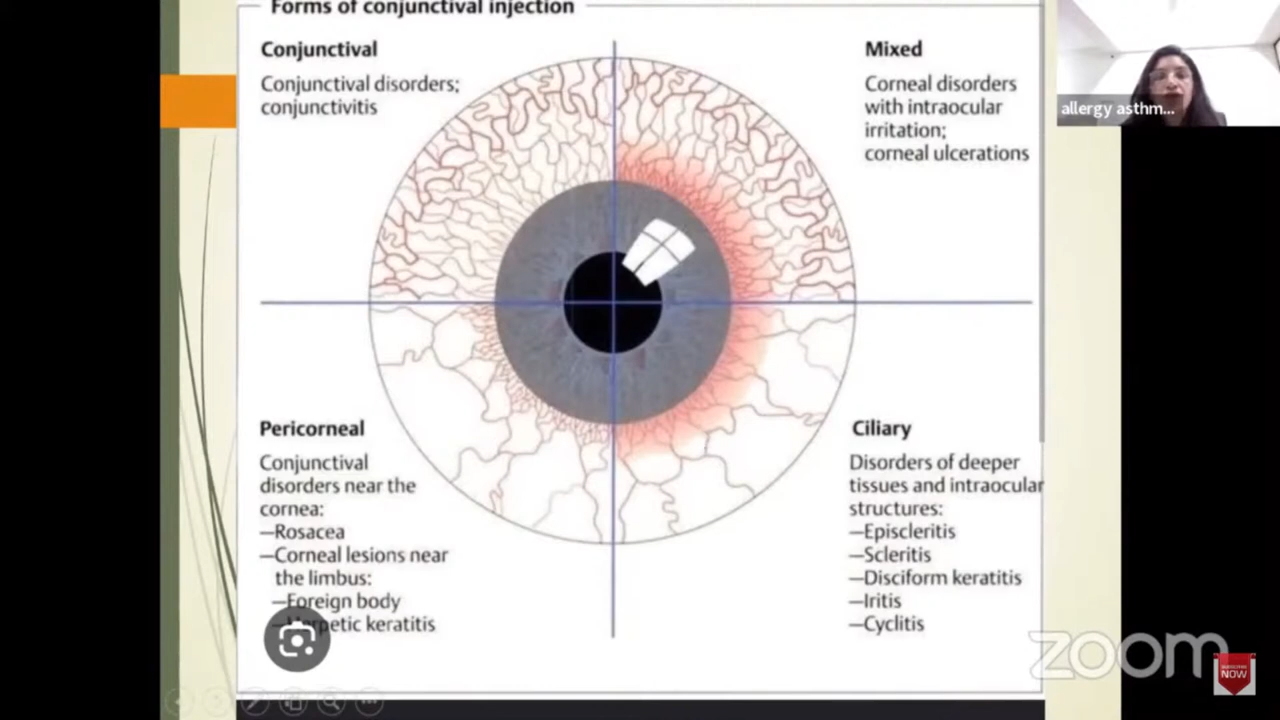 Forms of conjunctival injection
Conjunctival
Conjunctival disorders;
conjunctivitis
Mixed
Corneal disorders
with intraocular
irritation;
corneal ulcerations
Pericorneal
Conjunctival
disorders near the
cornea:
—Rosacea
—Corneal lesions near
the limbus:
—Foreign body
—Herpetic keratitis
Ciliary
Disorders of deeper
tissues and intraocular
structures:
—Episcleritis
—Scleritis
—Disciform keratitis
—Iritis
—Cyclitis
allergy asthm...
zoom
SUBSCRIBE
NOW